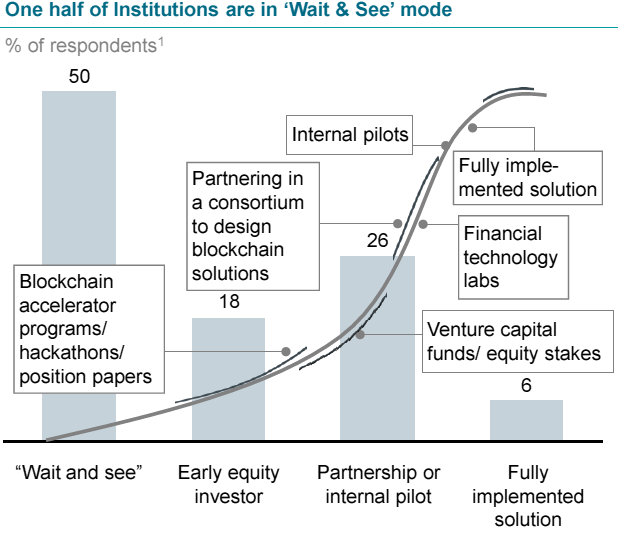 One half of Institutions are in ‘Wait & See’ mode
% of respondents¹
50
Internal pilots
Fully imple-
mented solution
Partnering in
a consortium
to design
blockchain
solutions
26
Financial
technology
labs
Blockchain
accelerator
programs/
hackathons/
position papers
18
Venture capital
funds/ equity stakes
6
“Wait and see”
Early equity
investor
Partnership or
internal pilot
Fully
implemented
solution